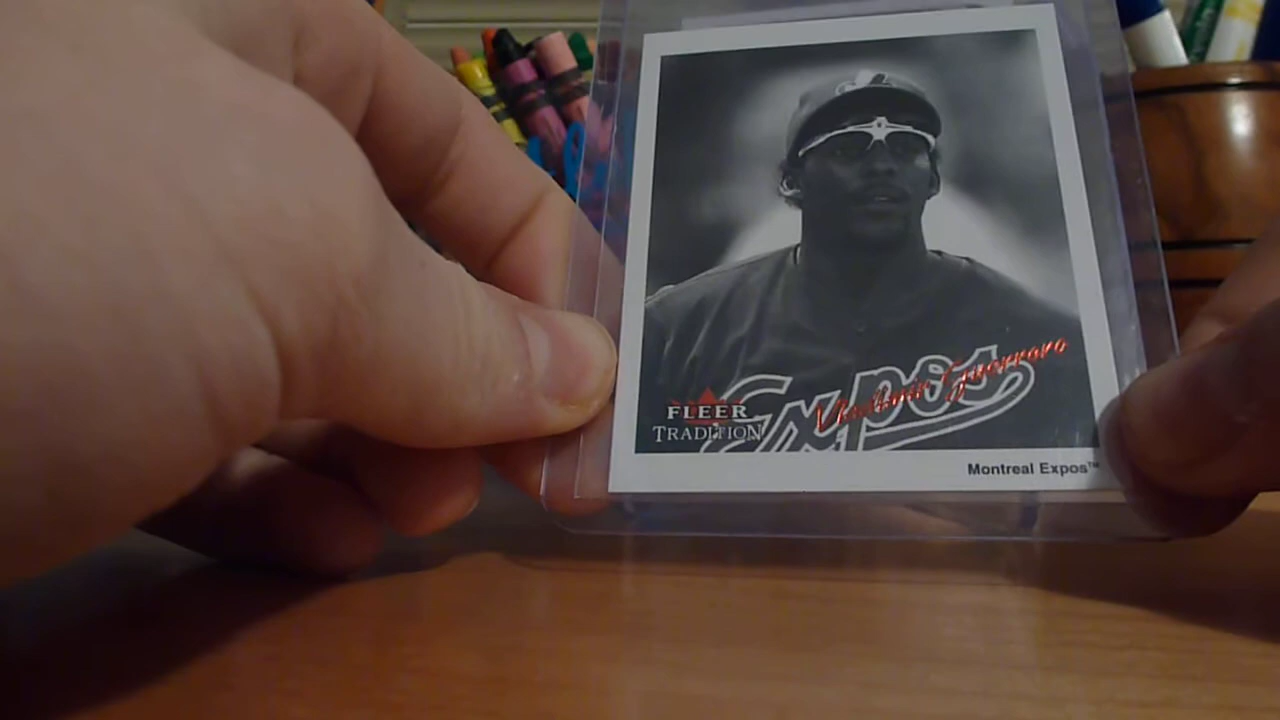 Expos
Vladimir Guerrero
FLEER
TRADITION
Montreal Expos™